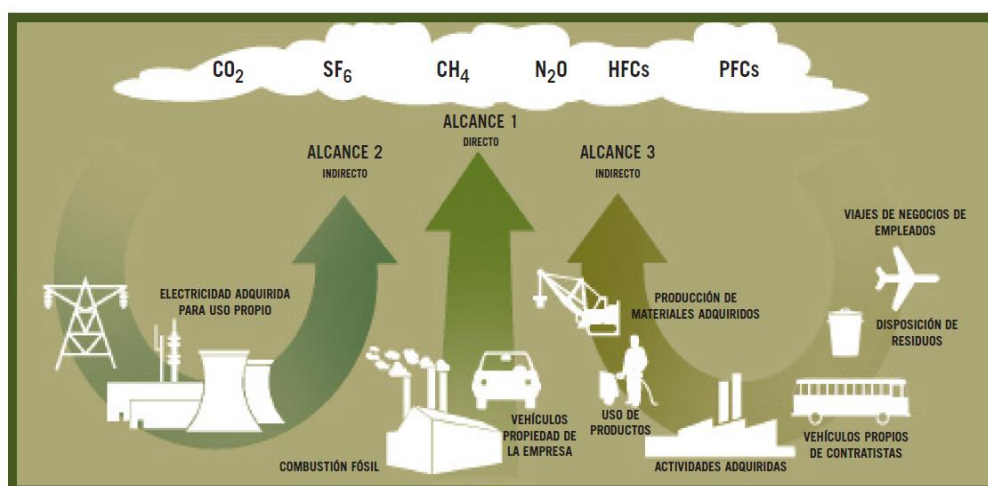 CO2
SF6
CH4
N2O
HFCs
PFCs
ALCANCE 1
DIRECTO
ALCANCE 2
INDIRECTO
ALCANCE 3
INDIRECTO
VIAJES DE NEGOCIOS DE
EMPLEADOS
ELECTRICIDAD ADQUIRIDA
PARA USO PROPIO
PRODUCCIÓN DE
MATERIALES ADQUIRIDOS
DISPOSICIÓN DE
RESIDUOS
COMBUSTIÓN FÓSIL
VEHÍCULOS
PROPIEDAD DE
LA EMPRESA
USO DE
PRODUCTOS
ACTIVIDADES ADQUIRIDAS
VEHÍCULOS PROPIOS
DE CONTRATISTAS